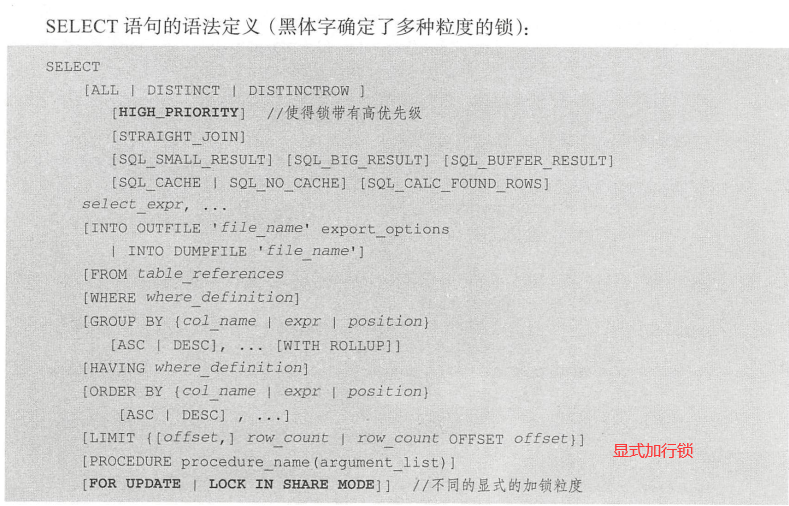 SELECT 语句的语法定义（黑体字确定了多种粒度的锁）：
SELECT
[ALL | DISTINCT | DISTINCTROW ]
[HIGH_PRIORITY] //使得锁带有高优先级
[STRAIGHT_JOIN]
[SQL_SMALL_RESULT] [SQL_BIG_RESULT] [SQL_BUFFER_RESULT]
[SQL_CACHE | SQL_NO_CACHE] [SQL_CALC_FOUND_ROWS]
select_expr, ...
[INTO OUTFILE 'file_name' export_options
| INTO DUMPFILE 'file_name']
[FROM table_references
[WHERE where_definition]
[GROUP BY {col_name | expr | position}
[ASC | DESC], ... [WITH ROLLUP]]
[HAVING where_definition]
[ORDER BY {col_name | expr | position}
[ASC | DESC] , ...]
[LIMIT {[offset,] row_count | row_count OFFSET offset}]
显式加行锁
[PROCEDURE procedure_name(argument_list)]
[FOR UPDATE | LOCK IN SHARE MODE]] //不同的显式的加锁粒度